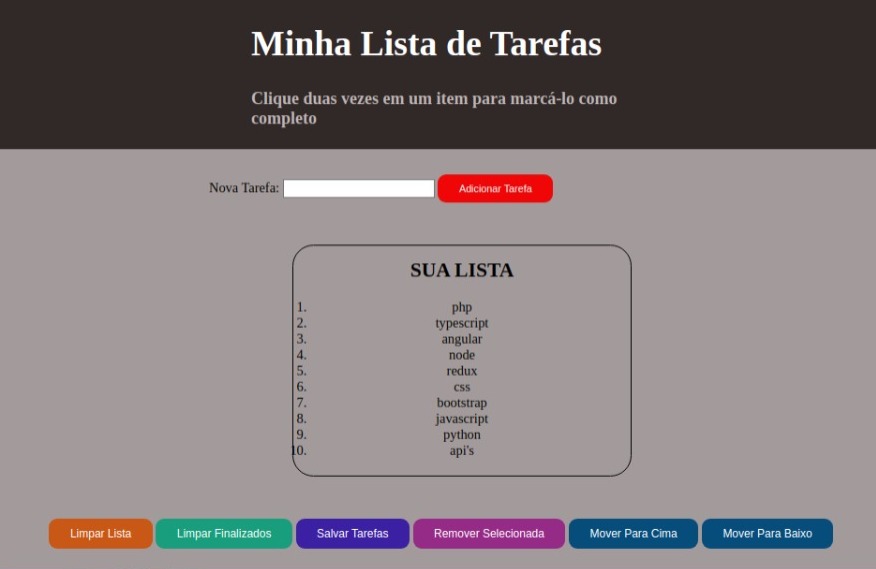 Minha Lista de Tarefas
Clique duas vezes em um item para marcá-lo como
completo
Nova Tarefa: Adicionar Tarefa
SUA LISTA
1. php
2. typescript
3. angular
4. node
5. redux
6. css
7. bootstrap
8. javascript
9. python
10. api's
Limpar Lista Limpar Finalizados Salvar Tarefas Remover Selecionada Mover Para Cima Mover Para Baixo